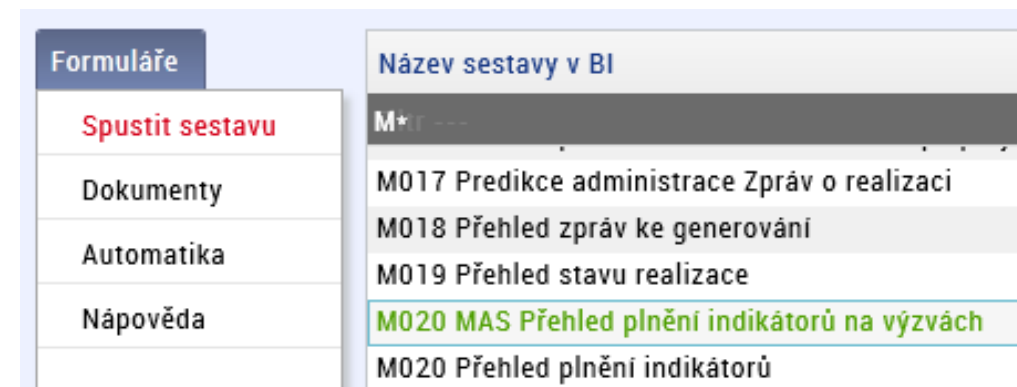 Formuláře
Spustit sestavu
Dokumenty
Automatika
Nápověda
Název sestavy v BI
M*
M017 Predikce administrace Zpráv o realizaci
M018 Přehled zpráv ke generování
M019 Přehled stavu realizace
M020 MAS Přehled plnění indikátorů na výzvách
M020 Přehled plnění indikátorů